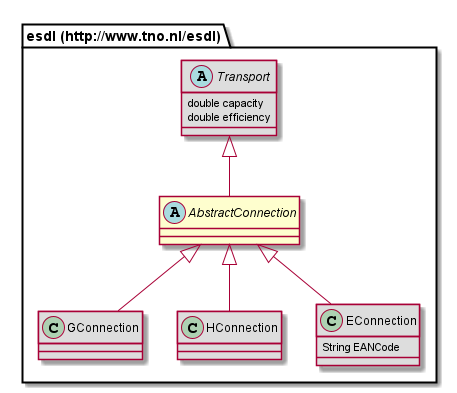 esdl (http://www.tno.nl/esdl)
A Transport
double capacity
double efficiency
A AbstractConnection
C GConnection
C HConnection
C EConnection
String EANCode